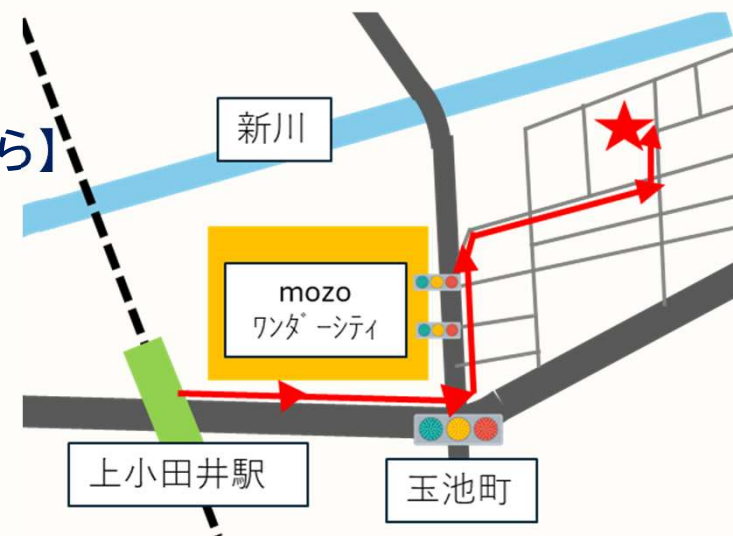 ら】
新川
mozo
ワンダーシティ
上小田井駅
玉池町